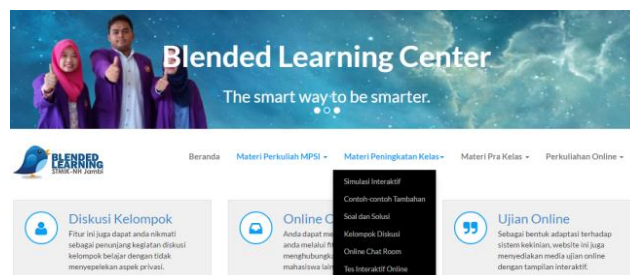 Blended Learning Center
The smart way to be smarter.
BLENDED
LEARNING
STMIK-NH Jambi
Beranda
Materi Perkuliah MPSI
Materi Peningkatan Kelas
Materi Pra Kelas
Perkuliahan Online
Simulasi Interaktif
Contoh-contoh Tambahan
Soal dan Solusi
Kelompok Diskusi
Online Chat Room
Tes Interaktif Online
Diskusi Kelompok
Fitur ini juga dapat anda nikmati
sebagai penunjang kegiatan diskusi
kelompok belajar dengan tidak
menyepelekan aspek privasi.
Online C
Anda dapat me
anda melalui fit
menghubungka
mahasiswa lain
Ujian Online
Sebagai bentuk adaptasi terhadap
sistem kekinian, website ini juga
menyediakan media ujian online
dengan tampilan interaktif.